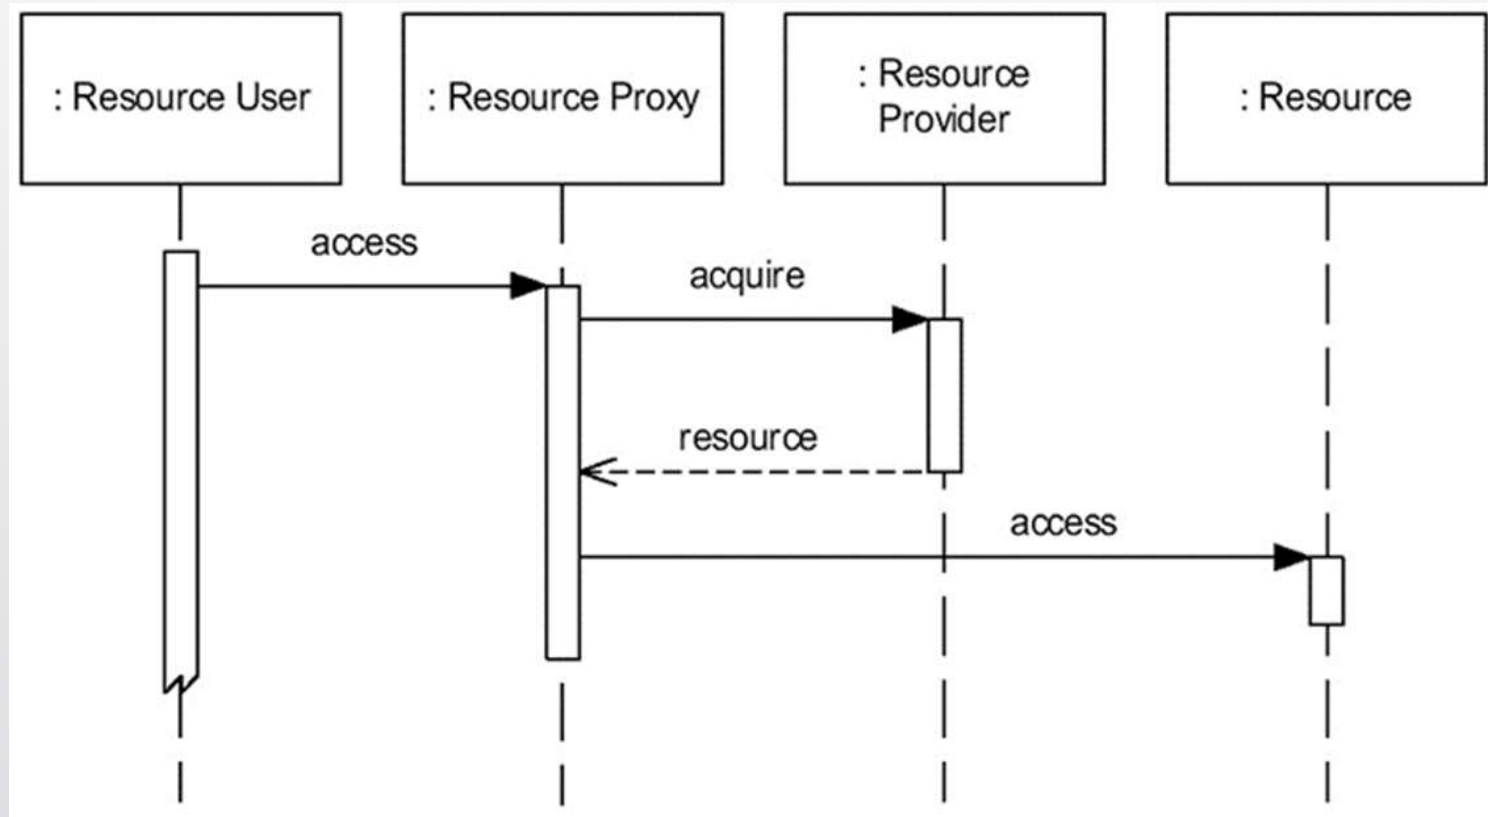 : Resource User
: Resource Proxy
: Resource
Provider
: Resource
access
acquire
resource
access